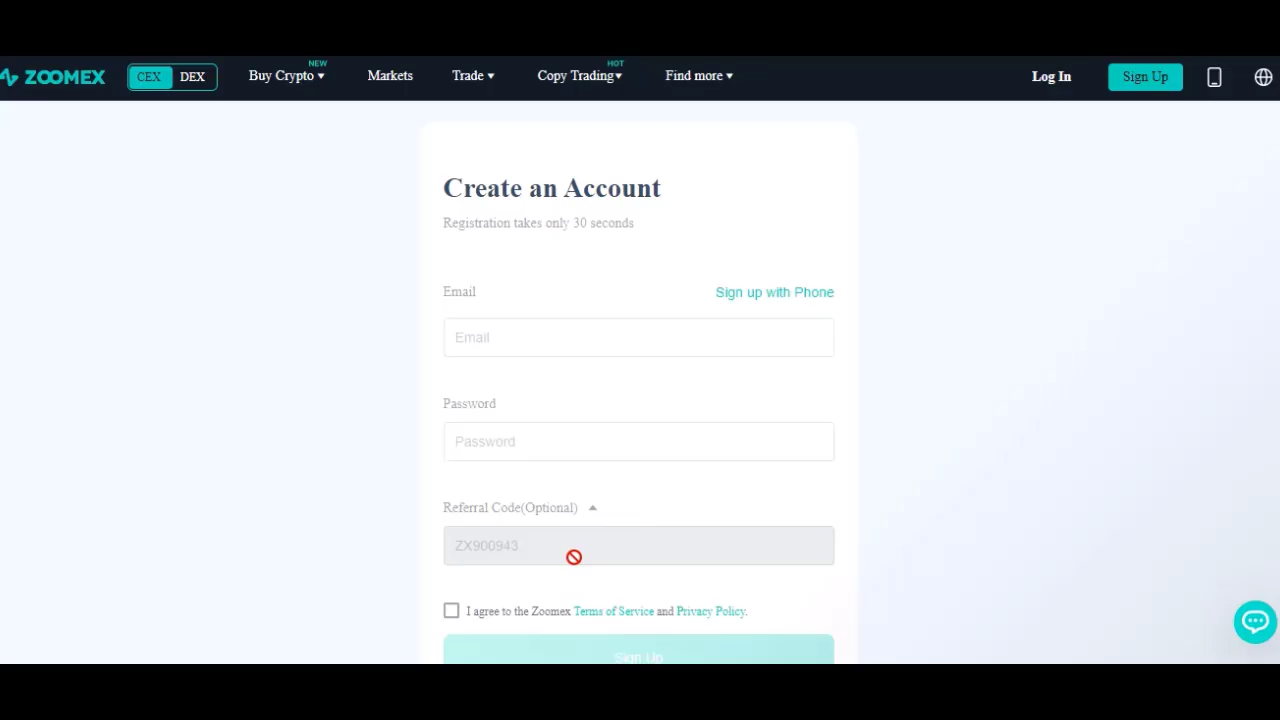 NEW HOT
ZOOMEX CEX DEX Buy Crypto Markets Trade Copy Trading Find more Log In Sign Up
Create an Account
Registration takes only 30 seconds
Email Sign up with Phone
Email
Password
Password
Referral Code(Optional)
ZX900943
I agree to the Zoomex Terms of Service and Privacy Policy.
Sign Up